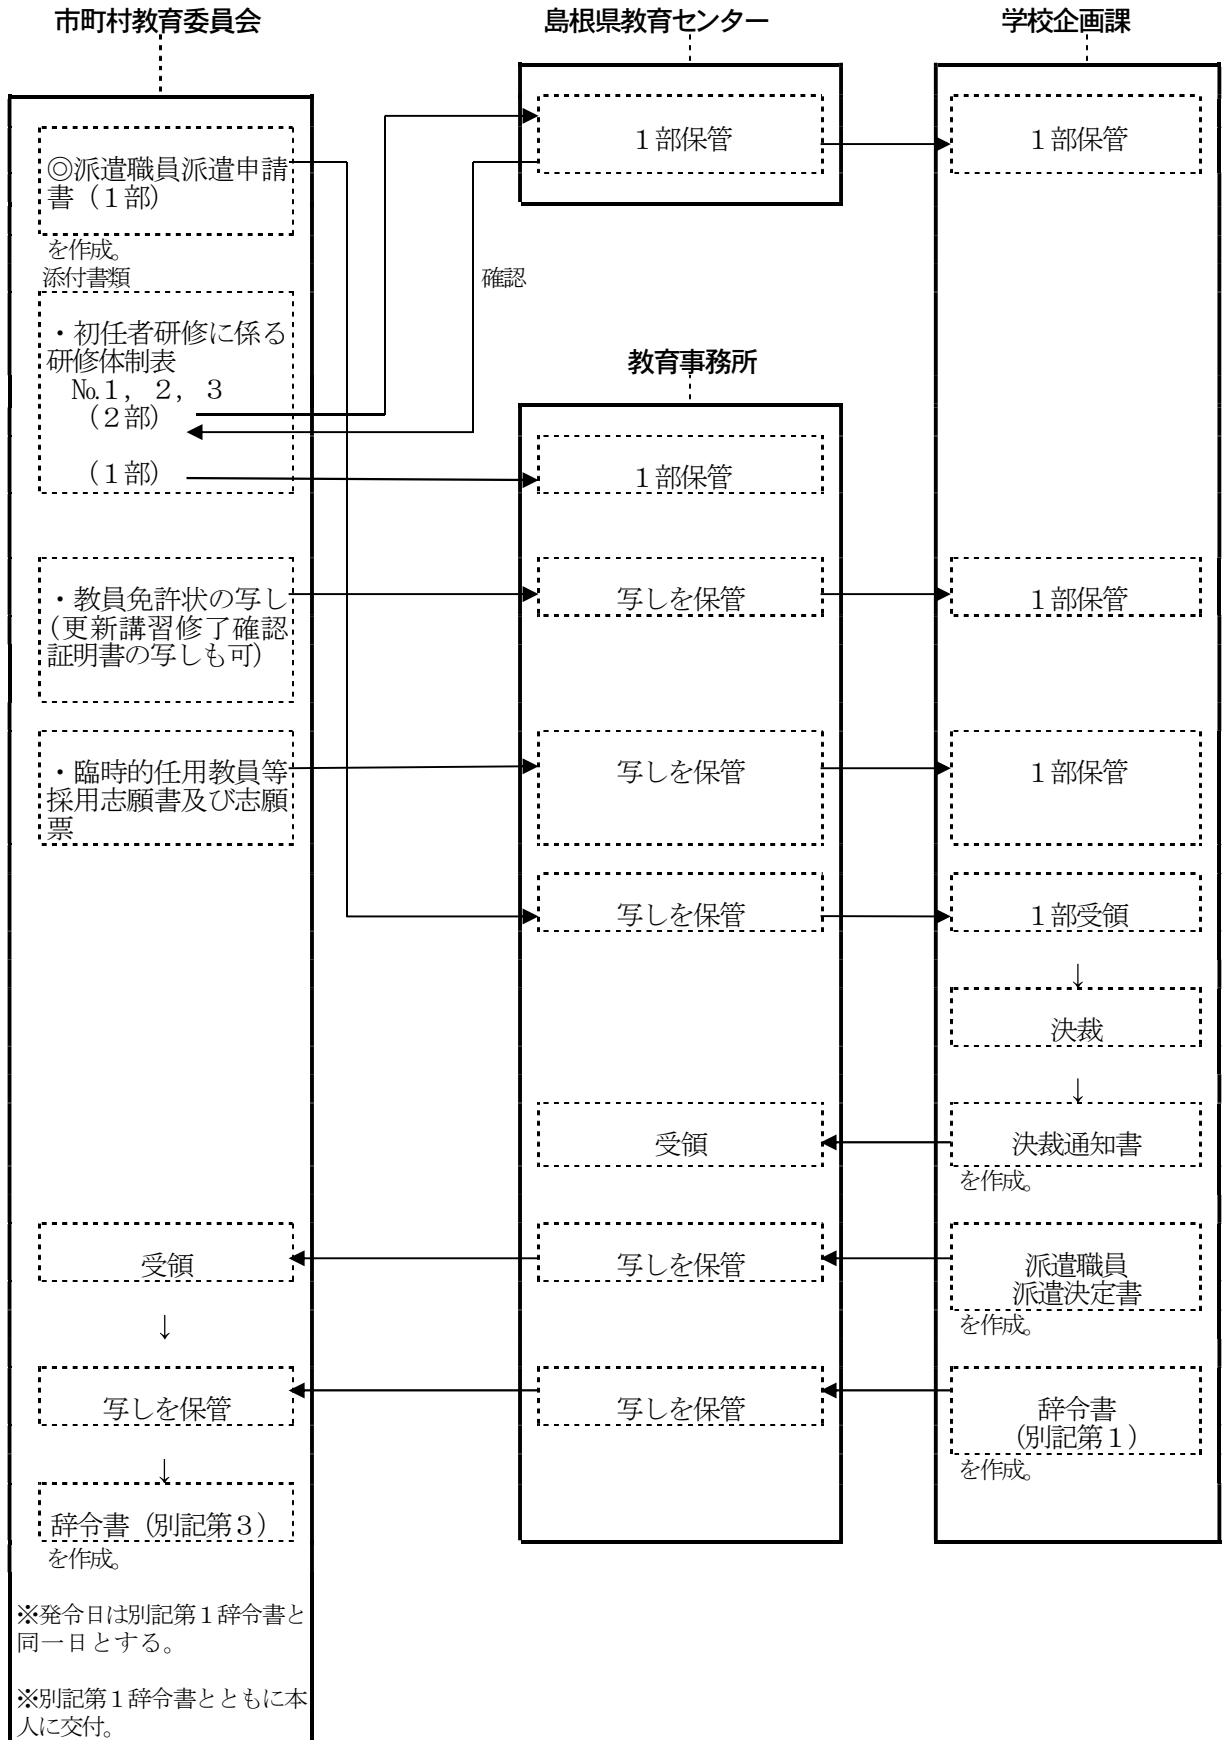 市町村教育委員会
島根県教育センター
学校企画課
◎派遣職員派遣申請
書（１部）
を作成。
添付書類
・初任者研修に係る
研修体制表
№1，２，３
（２部）
（１部）
・教員免許状の写し
（更新講習修了確認
証明書の写しも可）
・臨時的任用教員等
採用志願書及び志願
票
受領
↓
写しを保管
↓
辞令書（別記第３）
を作成。
※発令日は別記第１辞令書と
同一日とする。
※別記第１辞令書とともに本
人に交付。
１部保管
確認
教育事務所
１部保管
写しを保管
写しを保管
写しを保管
受領
写しを保管
写しを保管
１部保管
１部保管
１部保管
１部受領
↓
決裁
↓
決裁通知書
を作成。
派遣職員
派遣決定書
を作成。
辞令書
（別記第１）
を作成。